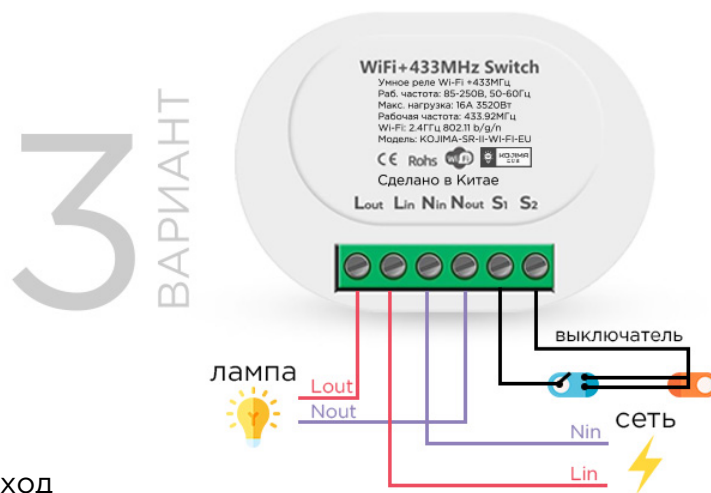 3
ВАРИАНТ
WiFi+433MHz Switch
Умное реле Wi-Fi +433МГц
Раб. частота: 85-250В, 50-60Гц
Макс. нагрузка: 16А 3520Вт
Рабочая частота: 433.92МГц
Wi-Fi: 2.4ГГц 802.11 b/g/n
Модель: KOJIMA-SR-II-WI-FI-EU
CE Rohs Wi Fi KOJIMA
Сделано в Китае
Lout Lin Nin Nout S1 S2
выключатель
лампа
Lout
Nout
сеть
Nin
Lin
ход